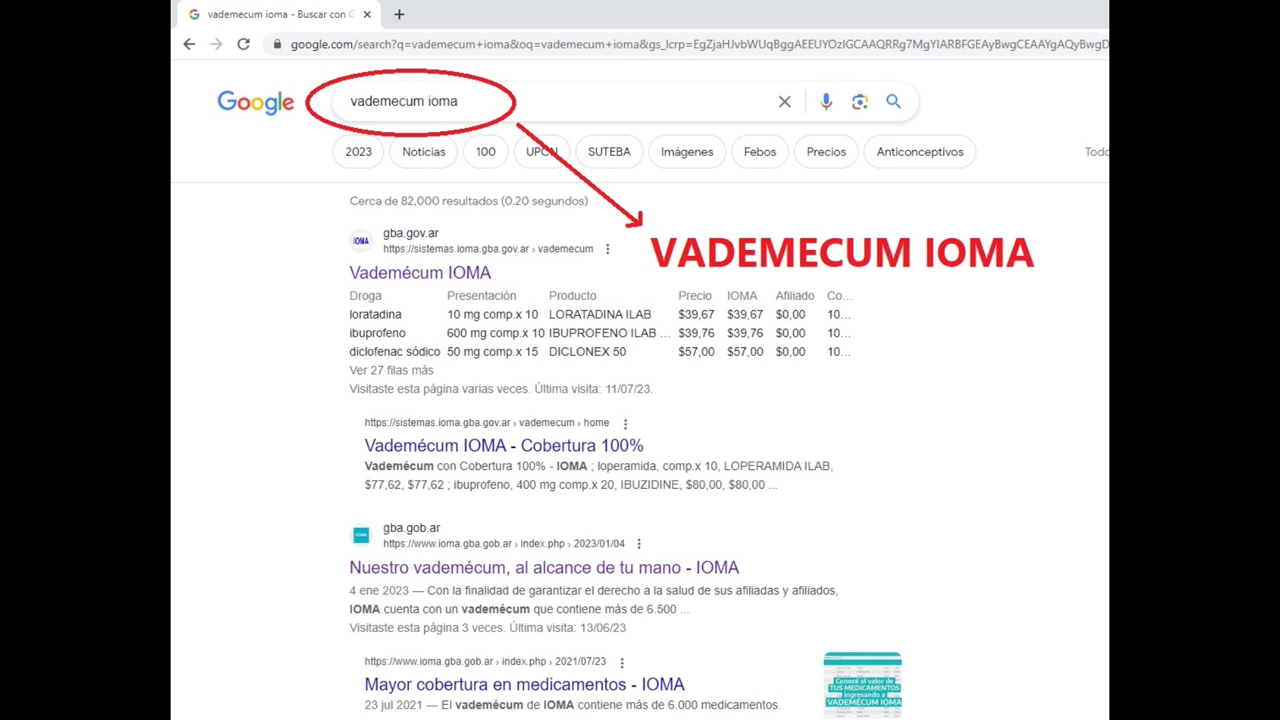 vademecum ioma - Buscar con G
google.com/search?q=vademecum+ioma&oq=vademecum+ioma&gs_lcrp=EgZjaHJvbWUqBggAEEUYOzIGCAAQRRg7MgYIARBFGEAyBwgCEAAYgAQyBwgD
Google
vademecum ioma
2023 Noticias 100 UPCN SUTEBA Imágenes Febos Precios Anticonceptivos Todo
Cerca de 82,000 resultados (0.20 segundos)
VADEMECUM IOMA
IOMA
gba.gov.ar
https://sistemas.ioma.gba.gov.ar › vademecum
Vademécum IOMA
Droga Presentación Producto Precio IOMA Afiliado Co...
loratadina 10 mg comp.x 10 LORATADINA ILAB $39,67 $39,67 $0,00 10...
ibuprofeno 600 mg comp.x 10 IBUPROFENO ILAB ... $39,76 $39,76 $0,00 10...
diclofenac sódico 50 mg comp.x 15 DICLONEX 50 $57,00 $57,00 $0,00 10...
Ver 27 filas más
Visitaste esta página varias veces. Última visita: 11/07/23.
https://sistemas.ioma.gba.gov.ar › vademecum › home
Vademécum IOMA - Cobertura 100%
Vademécum con Cobertura 100% - IOMA ; loperamida, comp.x 10, LOPERAMIDA ILAB,
$77,62, $77,62 ; ibuprofeno, 400 mg comp.x 20, IBUZIDINE, $80,00, $80,00 ...
IOMA
gba.gob.ar
https://www.ioma.gba.gob.ar › index.php › 2023/01/04
Nuestro vademécum, al alcance de tu mano - IOMA
4 ene 2023 — Con la finalidad de garantizar el derecho a la salud de sus afiliadas y afiliados,
IOMA cuenta con un vademécum que contiene más de 6.500 ...
Visitaste esta página 3 veces. Última visita: 13/06/23
https://www.ioma.gba.gob.ar › index.php › 2021/07/23
Mayor cobertura en medicamentos - IOMA
23 jul 2021 — El vademécum de IOMA contiene más de 6.000 medicamentos.
Conocé el valor de
TUS MEDICAMENTOS
ingresando a
VADEMECUM IOMA